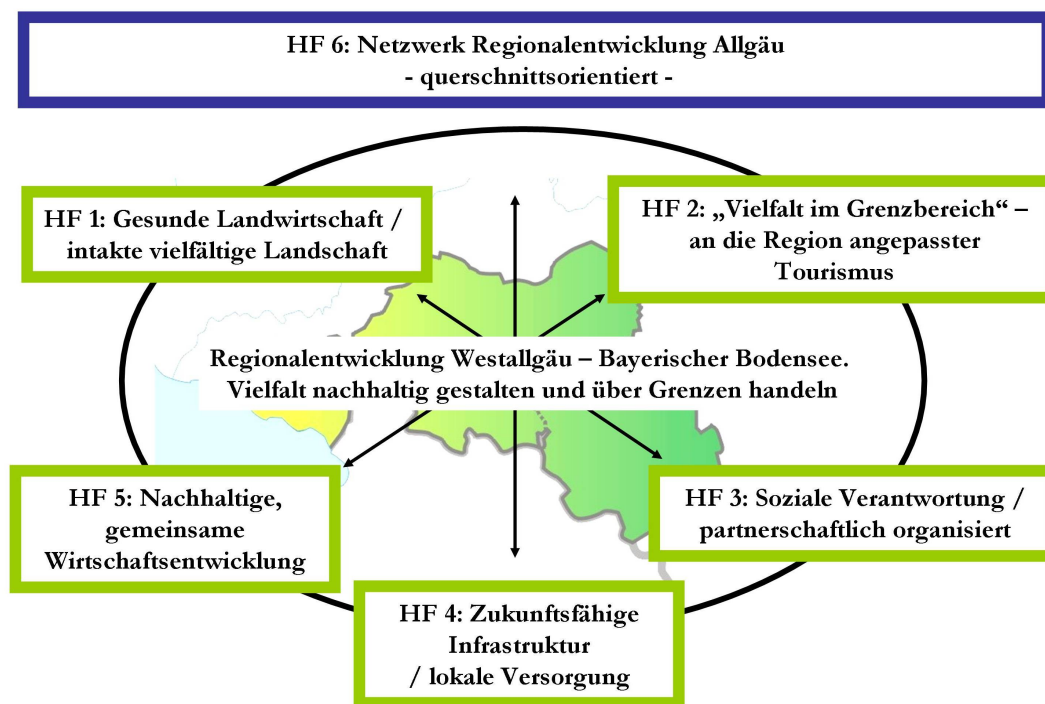 HF 6: Netzwerk Regionalentwicklung Allgäu
- querschnittsorientiert -
HF 1: Gesunde Landwirtschaft /
intakte vielfältige Landschaft
HF 2: „Vielfalt im Grenzbereich“ –
an die Region angepasster
Tourismus
Regionalentwicklung Westallgäu – Bayerischer Bodensee.
Vielfalt nachhaltig gestalten und über Grenzen handeln
HF 5: Nachhaltige,
gemeinsame
Wirtschaftsentwicklung
HF 3: Soziale Verantwortung /
partnerschaftlich organisiert
HF 4: Zukunftsfähige
Infrastruktur
/ lokale Versorgung